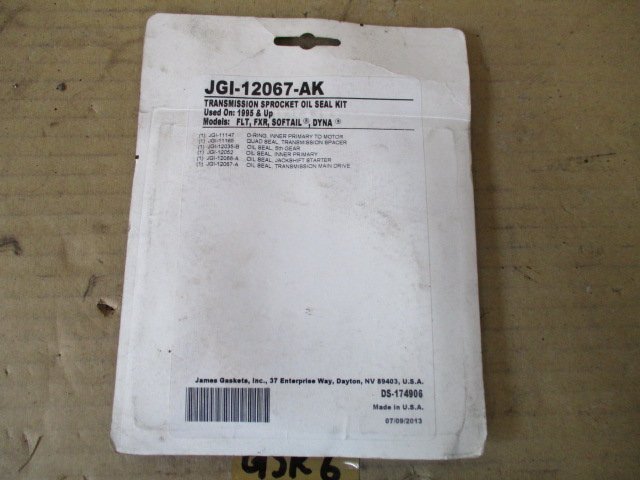 JGI-12067-AK
TRANSMISSION SPROCKET OIL SEAL KIT
Used On: 1995 & Up
Models: FLT, FXR, SOFTAIL ®, DYNA ®
(1) JGI-11147 O-RING, INNER PRIMARY TO MOTOR
(1) JGI-11165 QUAD SEAL, TRANSMISSION SPACER
(1) JGI-12035-B OIL SEAL, 5th GEAR
(1) JGI-12052 OIL SEAL, INNER PRIMARY
(1) JGI-12066-A OIL SEAL, JACKSHIFT STARTER
(1) JGI-12067-A OIL SEAL, TRANSMISSION MAIN DRIVE
James Gaskets, Inc., 37 Enterprise Way, Dayton, NV 89403, U.S.A.
DS-174906
Made in U.S.A.
07/09/2013
GJK6